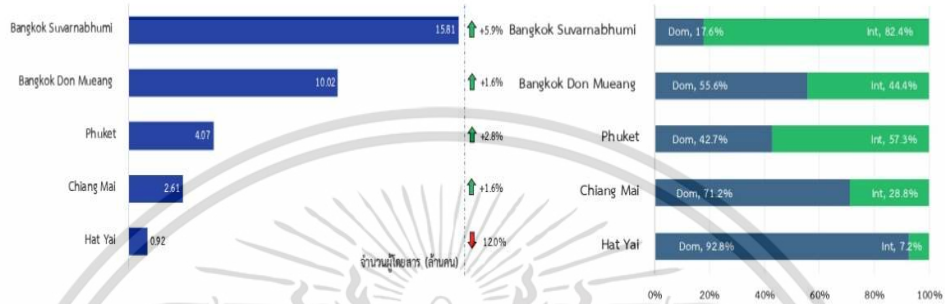 Bangkok Suvarnabhumi 15.81 +5.9%
Bangkok Don Mueang 10.02 +1.6%
Phuket 4.07 +2.8%
Chiang Mai 2.61 +1.6%
Hat Yai 0.92 12.0%
จำนวนผู้โดยสาร (ล้านคน)
Bangkok Suvarnabhumi Dom, 17.6% Int, 82.4%
Bangkok Don Mueang Dom, 55.6% Int, 44.4%
Phuket Dom, 42.7% Int, 57.3%
Chiang Mai Dom, 71.2% Int, 28.8%
Hat Yai Dom, 92.8% Int, 7.2%
0% 20% 40% 60% 80% 100%